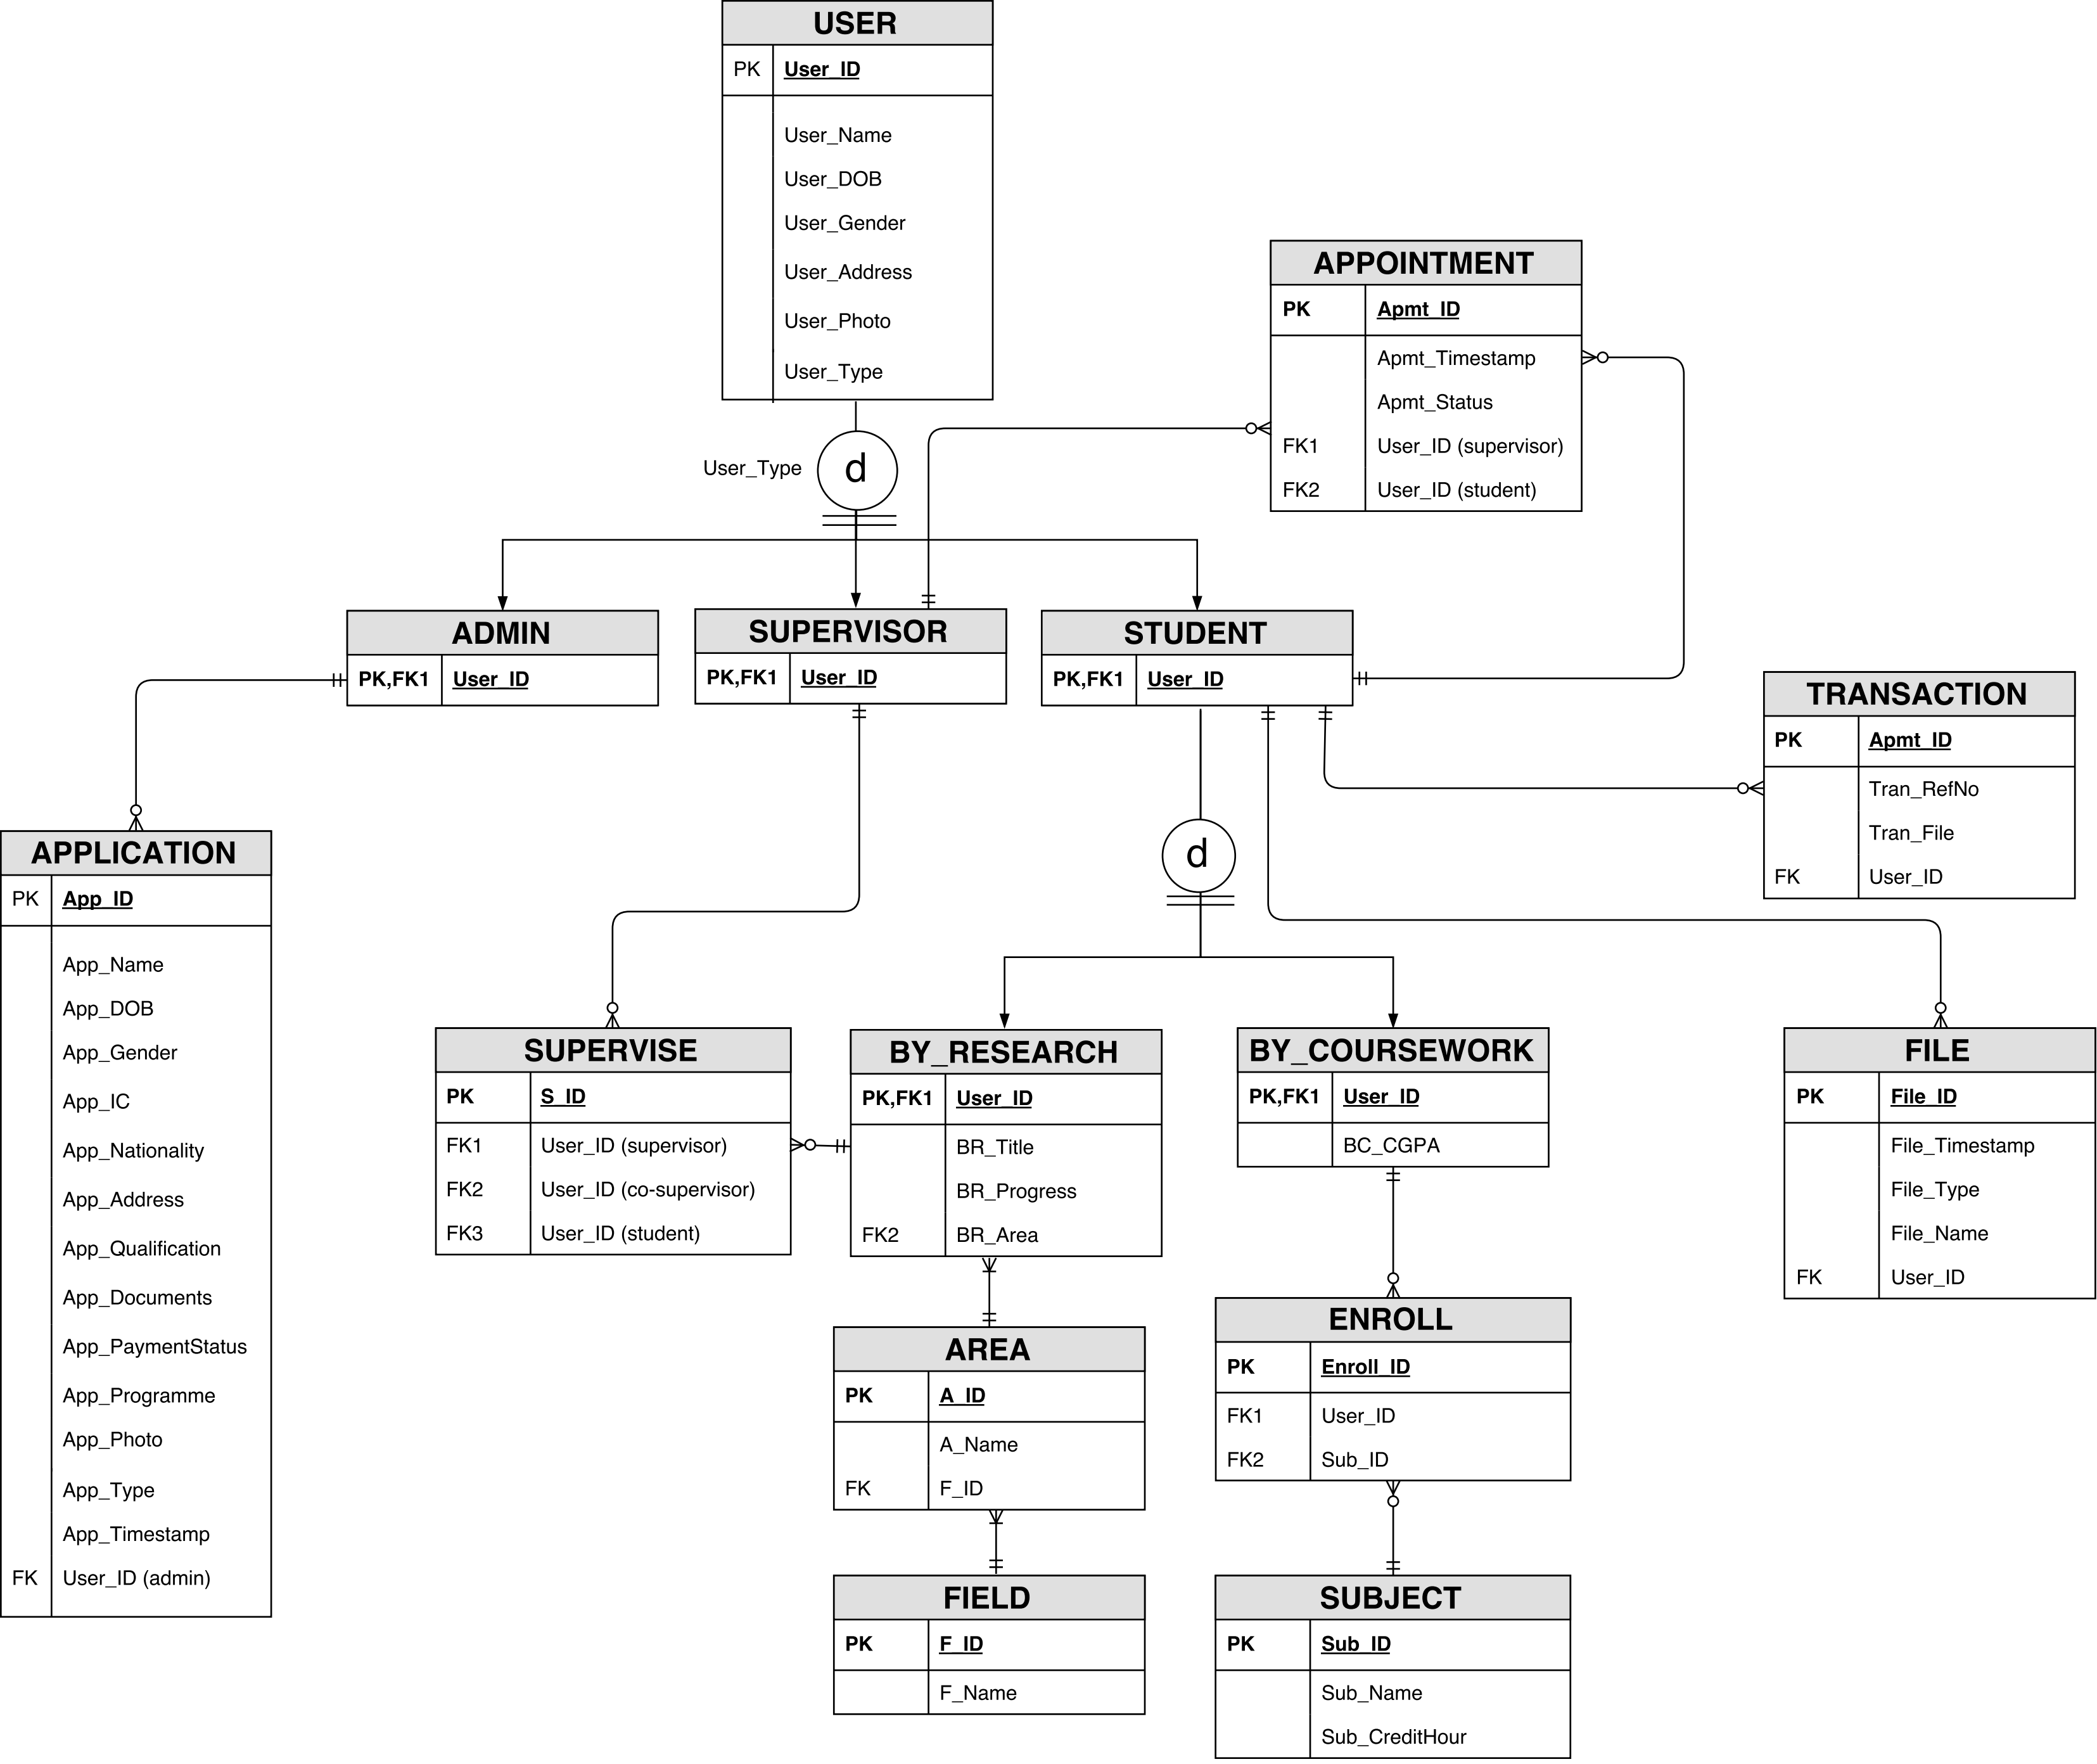 USER
PK User_ID
User_Name
User_DOB
User_Gender
User_Address
User_Photo
User_Type
User_Type
d
APPOINTMENT
PK Apmt_ID
Apmt_Timestamp
Apmt_Status
FK1 User_ID (supervisor)
FK2 User_ID (student)
ADMIN
PK,FK1 User_ID
SUPERVISOR
PK,FK1 User_ID
STUDENT
PK,FK1 User_ID
TRANSACTION
PK Apmt_ID
Tran_RefNo
Tran_File
FK User_ID
d
APPLICATION
PK App_ID
App_Name
App_DOB
App_Gender
App_IC
App_Nationality
App_Address
App_Qualification
App_Documents
App_PaymentStatus
App_Programme
App_Photo
App_Type
App_Timestamp
FK User_ID (admin)
SUPERVISE
PK S_ID
FK1 User_ID (supervisor)
FK2 User_ID (co-supervisor)
FK3 User_ID (student)
BY_RESEARCH
PK,FK1 User_ID
BR_Title
BR_Progress
FK2 BR_Area
BY_COURSEWORK
PK,FK1 User_ID
BC_CGPA
FILE
PK File_ID
File_Timestamp
File_Type
File_Name
FK User_ID
AREA
PK A_ID
A_Name
FK F_ID
ENROLL
PK Enroll_ID
FK1 User_ID
FK2 Sub_ID
FIELD
PK F_ID
F_Name
SUBJECT
PK Sub_ID
Sub_Name
Sub_CreditHour